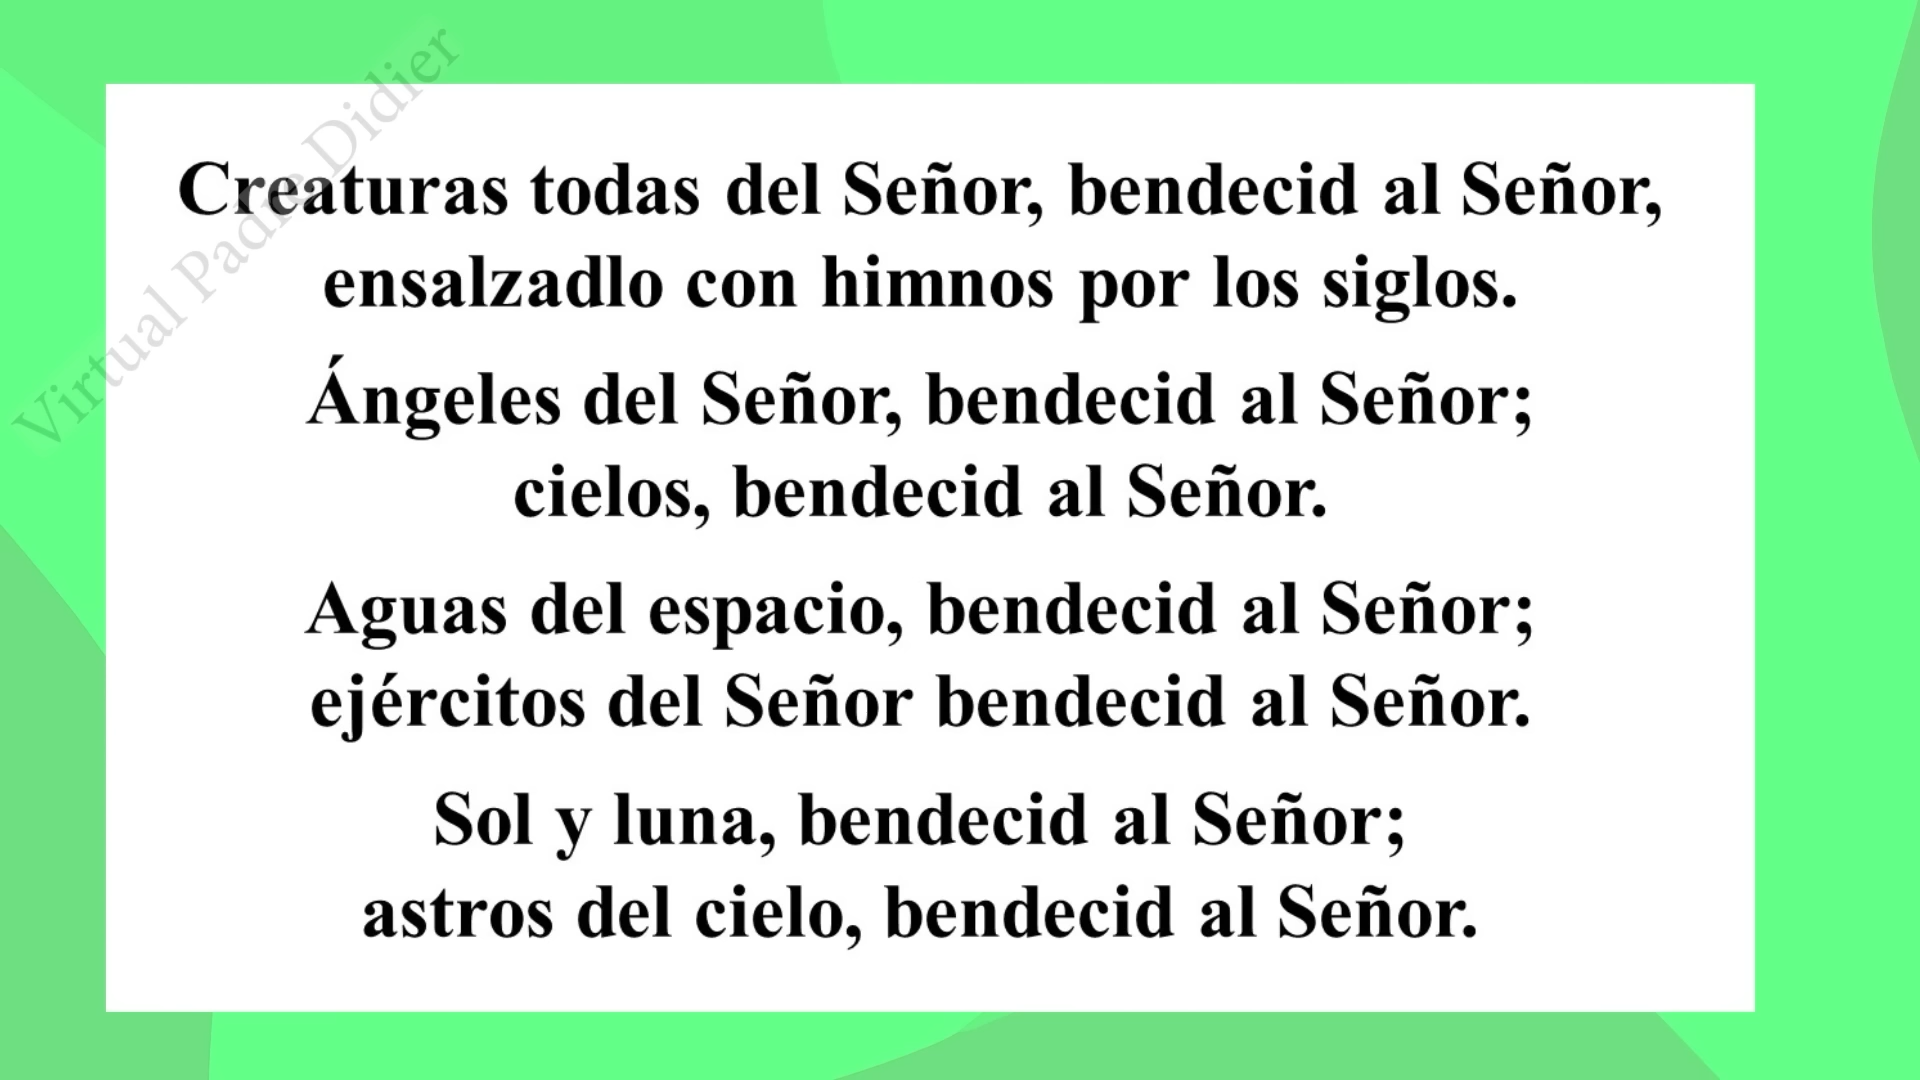 Virtual Padre Didier
Creaturas todas del Señor, bendecid al Señor,
ensalzadlo con himnos por los siglos.
Ángeles del Señor, bendecid al Señor;
cielos, bendecid al Señor.
Aguas del espacio, bendecid al Señor;
ejércitos del Señor bendecid al Señor.
Sol y luna, bendecid al Señor;
astros del cielo, bendecid al Señor.